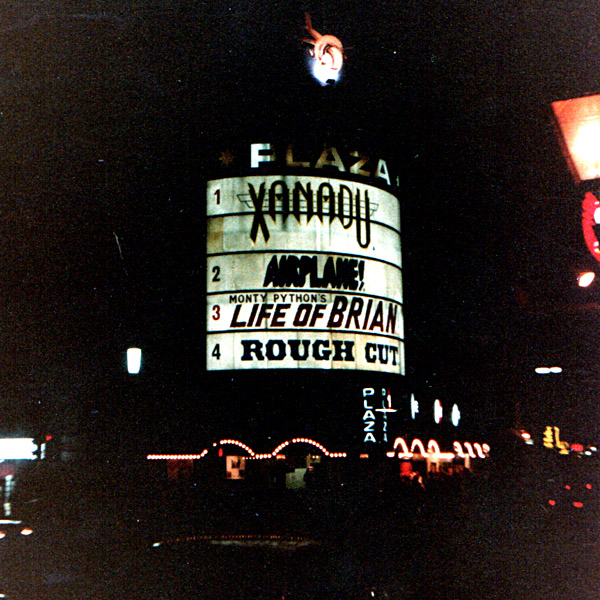 PLAZA
1 XANADU
2 AIRPLANE!
MONTY PYTHON'S
3 LIFE OF BRIAN
4 ROUGH CUT
PLAZA